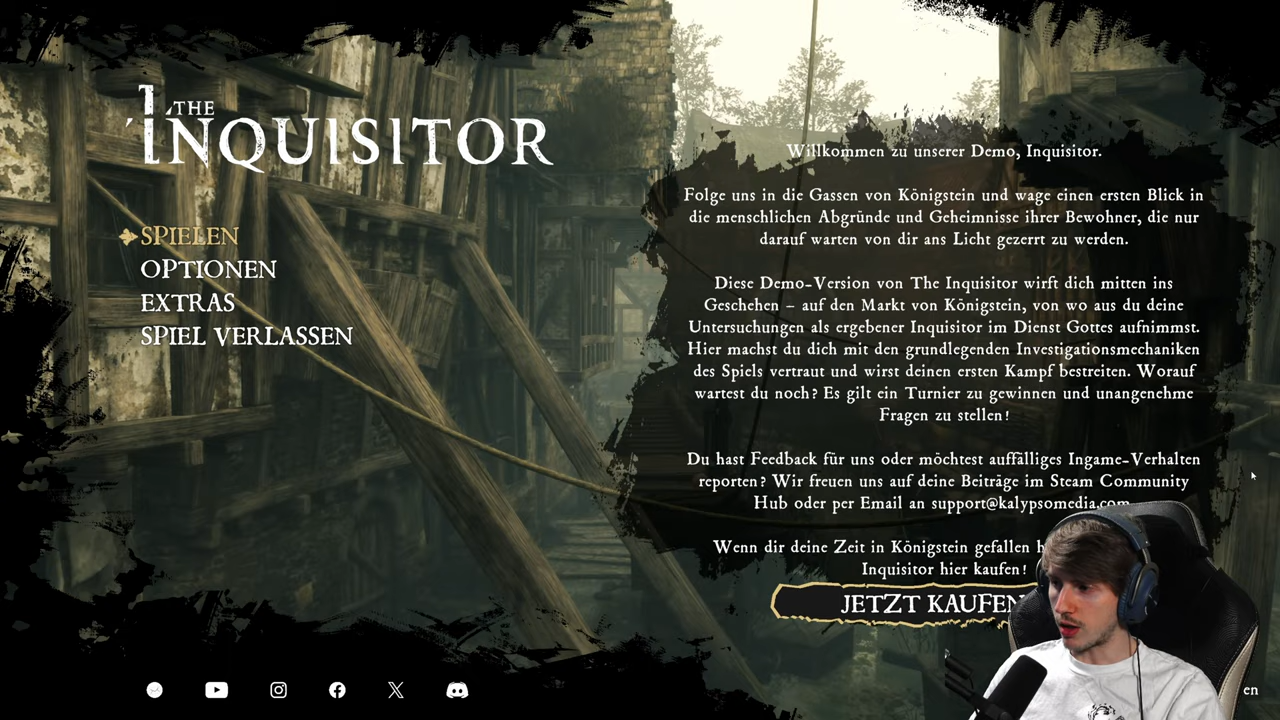 THE
INQUISITOR
SPIELEN
OPTIONEN
EXTRAS
SPIEL VERLASSEN
Willkommen zu unserer Demo, Inquisitor.
Folge uns in die Gassen von Königstein und wage einen ersten Blick in
die menschlichen Abgründe und Geheimnisse ihrer Bewohner, die nur
darauf warten von dir ans Licht gezerrt zu werden.
Diese Demo-Version von The Inquisitor wirft dich mitten ins
Geschehen – auf den Markt von Königstein, von wo aus du deine
Untersuchungen als ergebener Inquisitor im Dienst Gottes aufnimmst.
Hier machst du dich mit den grundlegenden Investigationsmechaniken
des Spiels vertraut und wirst deinen ersten Kampf bestreiten. Worauf
wartest du noch? Es gilt ein Turnier zu gewinnen und unangenehme
Fragen zu stellen!
Du hast Feedback für uns oder möchtest auffälliges Ingame-Verhalten
reporten? Wir freuen uns auf deine Beiträge im Steam Community
Hub oder per Email an support@kalypsomedia.com
Wenn dir deine Zeit in Königstein gefallen
Inquisitor hier kaufen!
JETZT KAUFEN
en